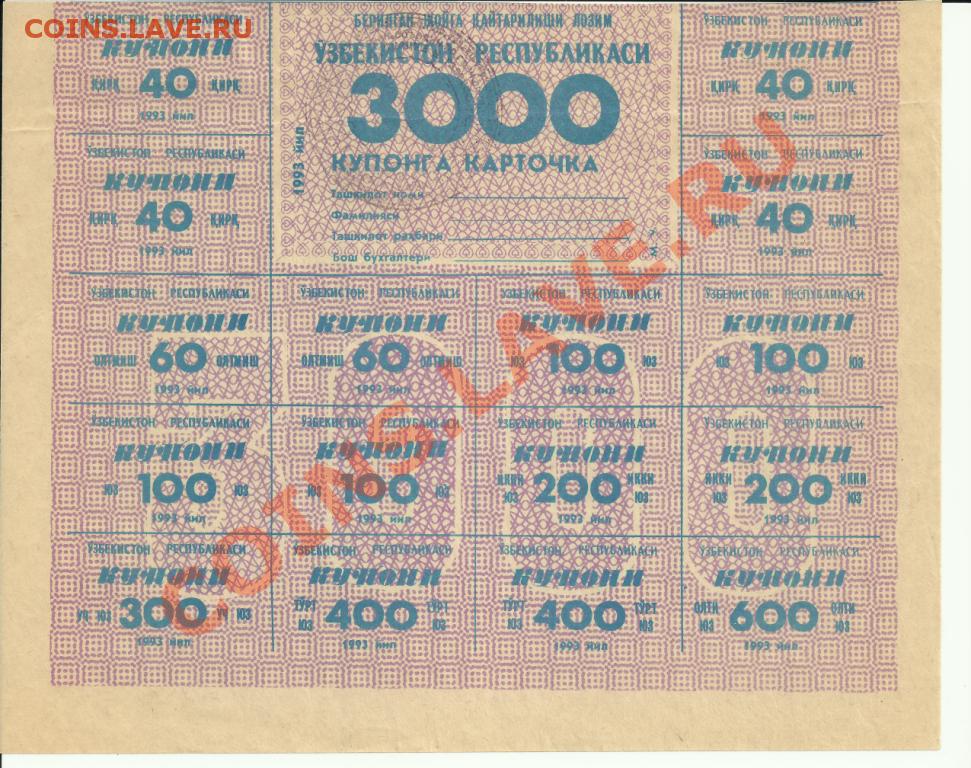 COINS.LAVE.RU
БЕРИЛГАН ЖОЙГА ҚАЙТАРИЛИШИ ЛОЗИМ
ЎЗБЕКИСТОН РЕСПУБЛИКАСИ
3000
КУПОНГА КАРТОЧКА
1993 йил
Ташкилот номи
Фамилияси
Ташкилот раҳбари
Бош бухгалтери
М. Ў.
ЎЗБЕКИСТОН РЕСПУБЛИКАСИ
КУПОНИ
ҚИРҚ 40 ҚИРҚ
1993 йил
ЎЗБЕКИСТОН РЕСПУБЛИКАСИ
КУПОНИ
ҚИРҚ 40 ҚИРҚ
1993 йил
ЎЗБЕКИСТОН РЕСПУБЛИКАСИ
КУПОНИ
ҚИРҚ 40 ҚИРҚ
1993 йил
ЎЗБЕКИСТОН РЕСПУБЛИКАСИ
КУПОНИ
ҚИРҚ 40 ҚИРҚ
1993 йил
ЎЗБЕКИСТОН РЕСПУБЛИКАСИ
КУПОНИ
ОЛТМИШ 60 ОЛТМИШ
1993 йил
ЎЗБЕКИСТОН РЕСПУБЛИКАСИ
КУПОНИ
ОЛТМИШ 60 ОЛТМИШ
1993 йил
ЎЗБЕКИСТОН РЕСПУБЛИКАСИ
КУПОНИ
ЮЗ 100 ЮЗ
1993 йил
ЎЗБЕКИСТОН РЕСПУБЛИКАСИ
КУПОНИ
ЮЗ 100 ЮЗ
1993 йил
ЎЗБЕКИСТОН РЕСПУБЛИКАСИ
КУПОНИ
ЮЗ 100 ЮЗ
1993 йил
ЎЗБЕКИСТОН РЕСПУБЛИКАСИ
КУПОНИ
ЮЗ 100 ЮЗ
1993 йил
ЎЗБЕКИСТОН РЕСПУБЛИКАСИ
КУПОНИ
ИККИ ЮЗ 200 ИККИ ЮЗ
1993 йил
ЎЗБЕКИСТОН РЕСПУБЛИКАСИ
КУПОНИ
ИККИ ЮЗ 200 ИККИ ЮЗ
1993 йил
ЎЗБЕКИСТОН РЕСПУБЛИКАСИ
КУПОНИ
УЧ ЮЗ 300 УЧ ЮЗ
1993 йил
ЎЗБЕКИСТОН РЕСПУБЛИКАСИ
КУПОНИ
ТЎРТ ЮЗ 400 ТЎРТ ЮЗ
1993 йил
ЎЗБЕКИСТОН РЕСПУБЛИКАСИ
КУПОНИ
ТЎРТ ЮЗ 400 ТЎРТ ЮЗ
1993 йил
ЎЗБЕКИСТОН РЕСПУБЛИКАСИ
КУПОНИ
ОЛТИ ЮЗ 600 ОЛТИ ЮЗ
1993 йил
COINS.LAVE.RU